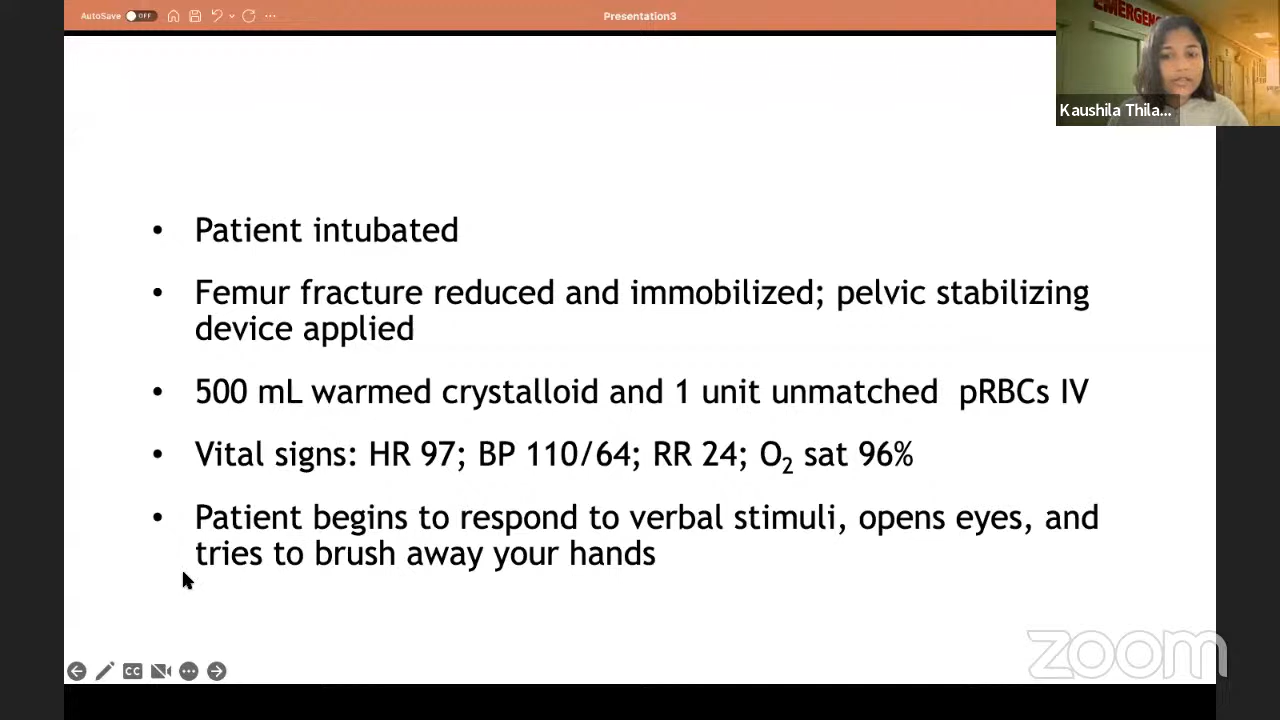 AutoSave OFF
Presentation3
EMERGENC
Kaushila Thila...
• Patient intubated
• Femur fracture reduced and immobilized; pelvic stabilizing
device applied
• 500 mL warmed crystalloid and 1 unit unmatched pRBCs IV
• Vital signs: HR 97; BP 110/64; RR 24; O₂ sat 96%
• Patient begins to respond to verbal stimuli, opens eyes, and
tries to brush away your hands
CC
zoom